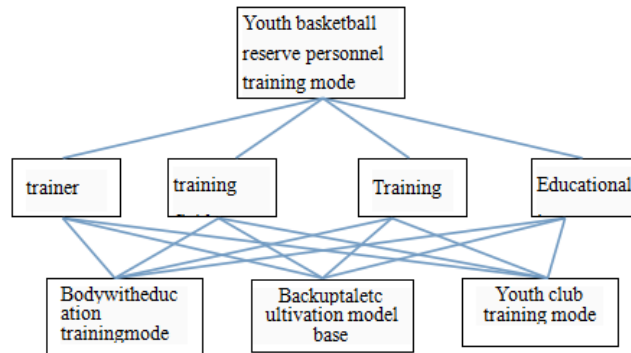 Youth basketball
reserve personnel
training mode
trainer
training
Training
Educational
Bodywitheduc
ation
trainingmode
Backuptaletc
ultivation model
base
Youth club
training mode